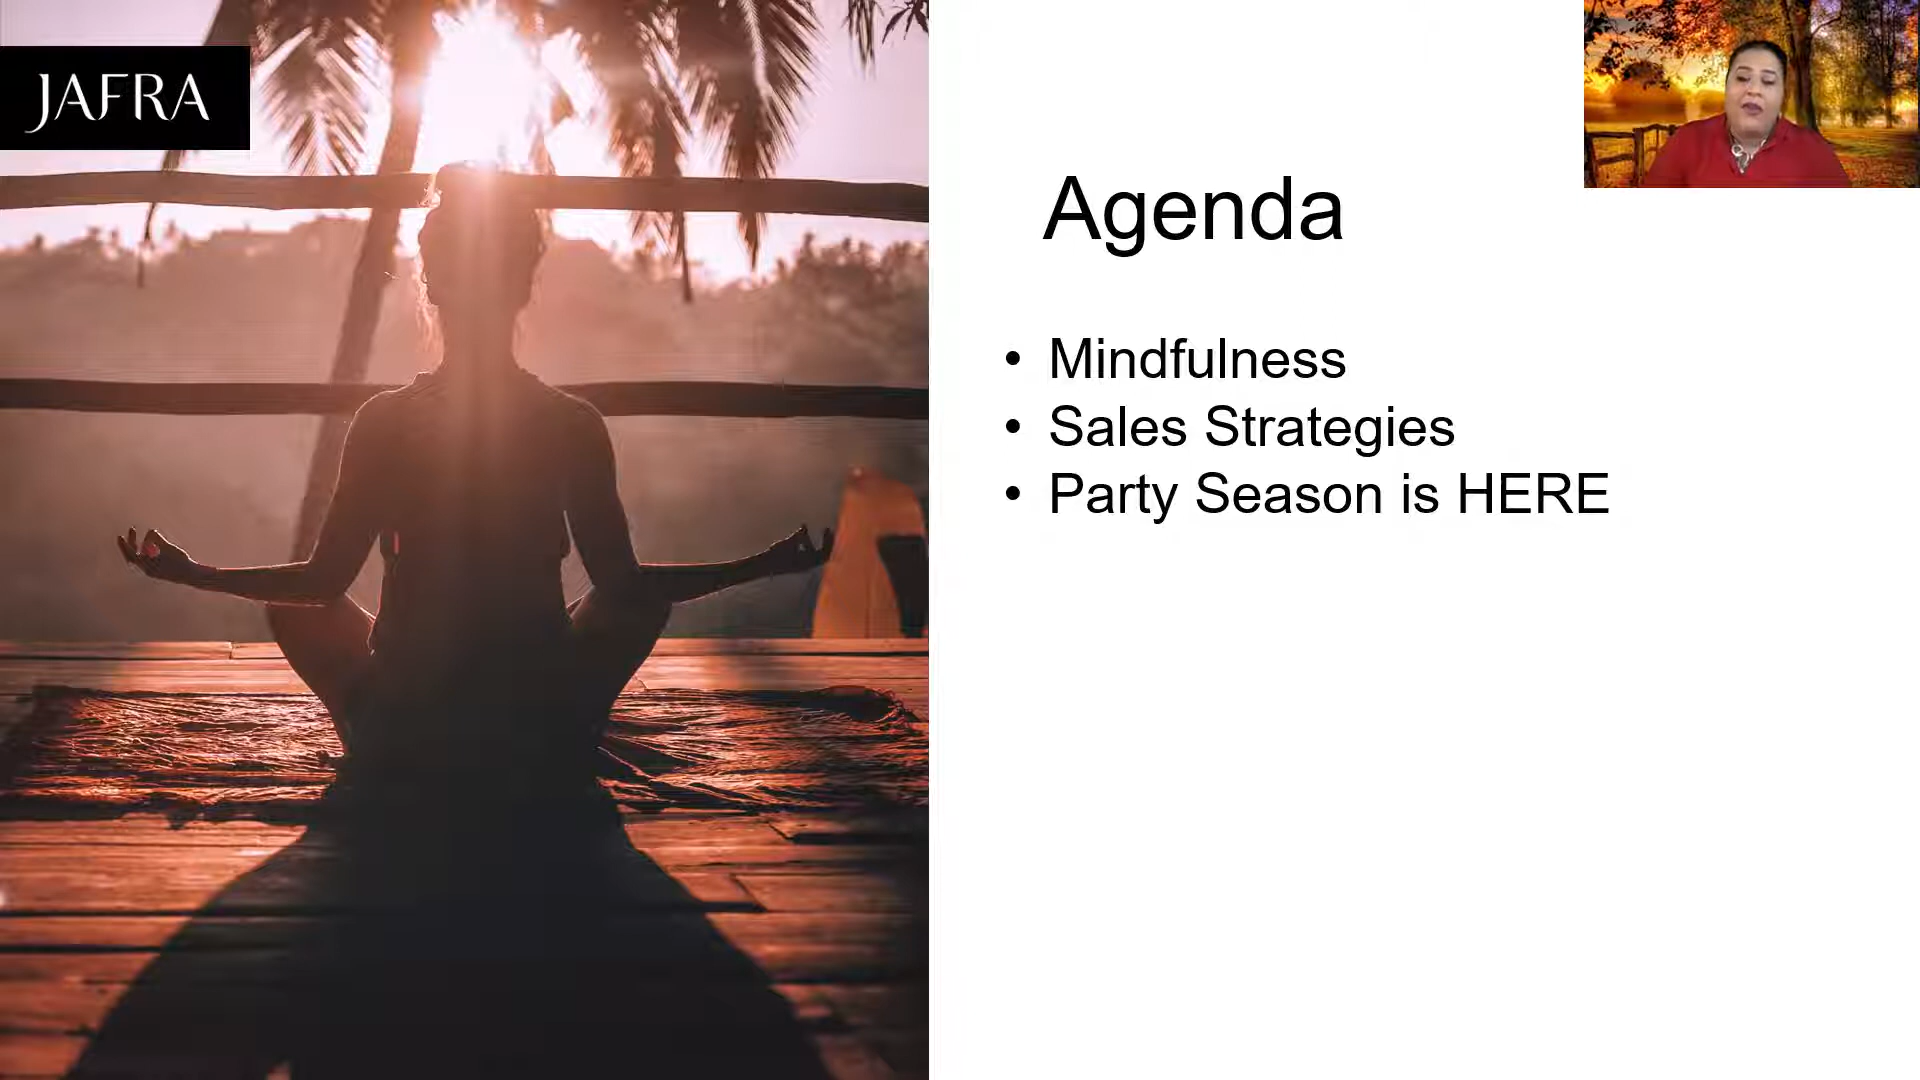 JAFRA
Agenda
• Mindfulness
• Sales Strategies
• Party Season is HERE